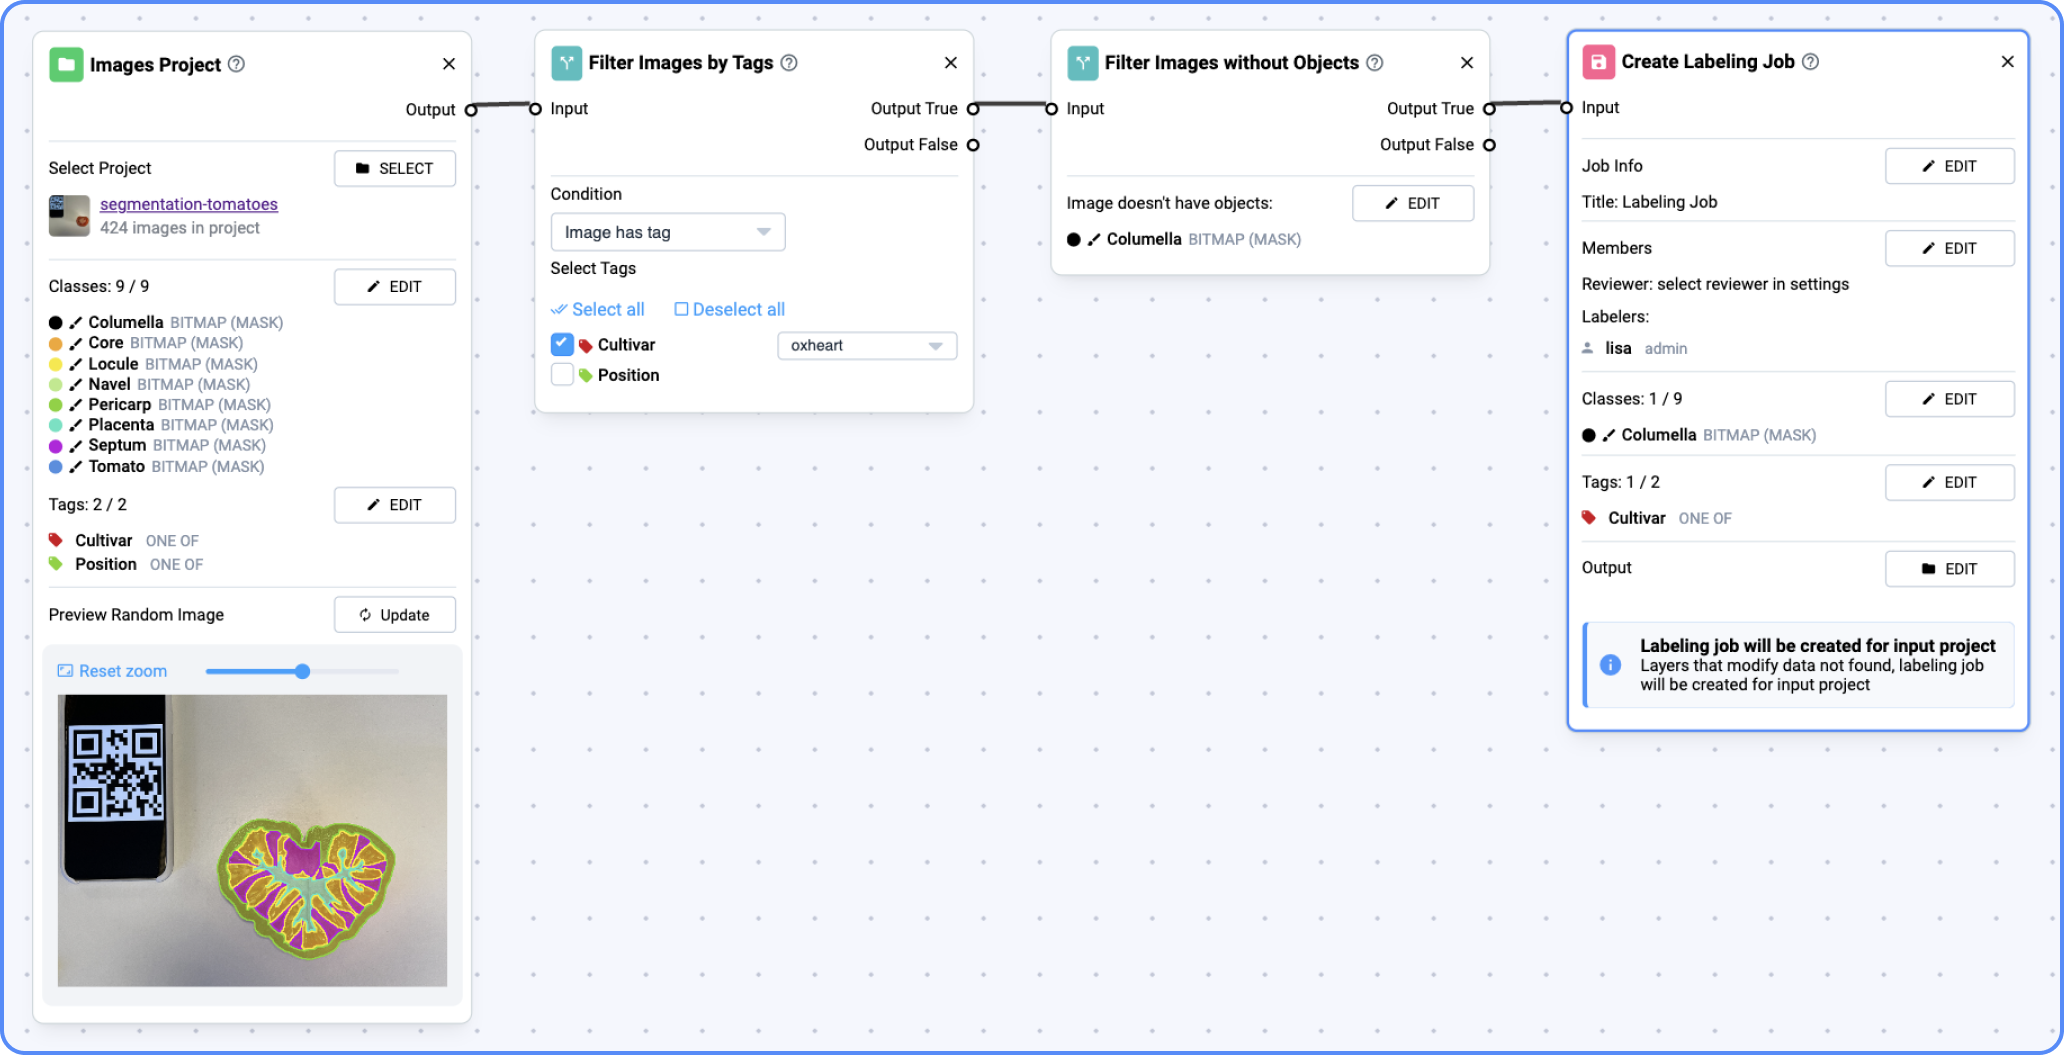 Images Project
Output
Select Project
SELECT
segmentation-tomatoes
424 images in project
Classes: 9 / 9
EDIT
Columella BITMAP (MASK)
Core BITMAP (MASK)
Locule BITMAP (MASK)
Navel BITMAP (MASK)
Pericarp BITMAP (MASK)
Placenta BITMAP (MASK)
Septum BITMAP (MASK)
Tomato BITMAP (MASK)
Tags: 2 / 2
EDIT
Cultivar ONE OF
Position ONE OF
Preview Random Image
Update
Reset zoom
Filter Images by Tags
Input
Output True
Output False
Condition
Image has tag
Select Tags
Select all
Deselect all
Cultivar
oxheart
Position
Filter Images without Objects
Input
Output True
Output False
Image doesn't have objects:
EDIT
Columella BITMAP (MASK)
Create Labeling Job
Input
Job Info
EDIT
Title: Labeling Job
Members
EDIT
Reviewer: select reviewer in settings
Labelers:
lisa admin
Classes: 1 / 9
EDIT
Columella BITMAP (MASK)
Tags: 1 / 2
EDIT
Cultivar ONE OF
Output
EDIT
Labeling job will be created for input project
Layers that modify data not found, labeling job
will be created for input project